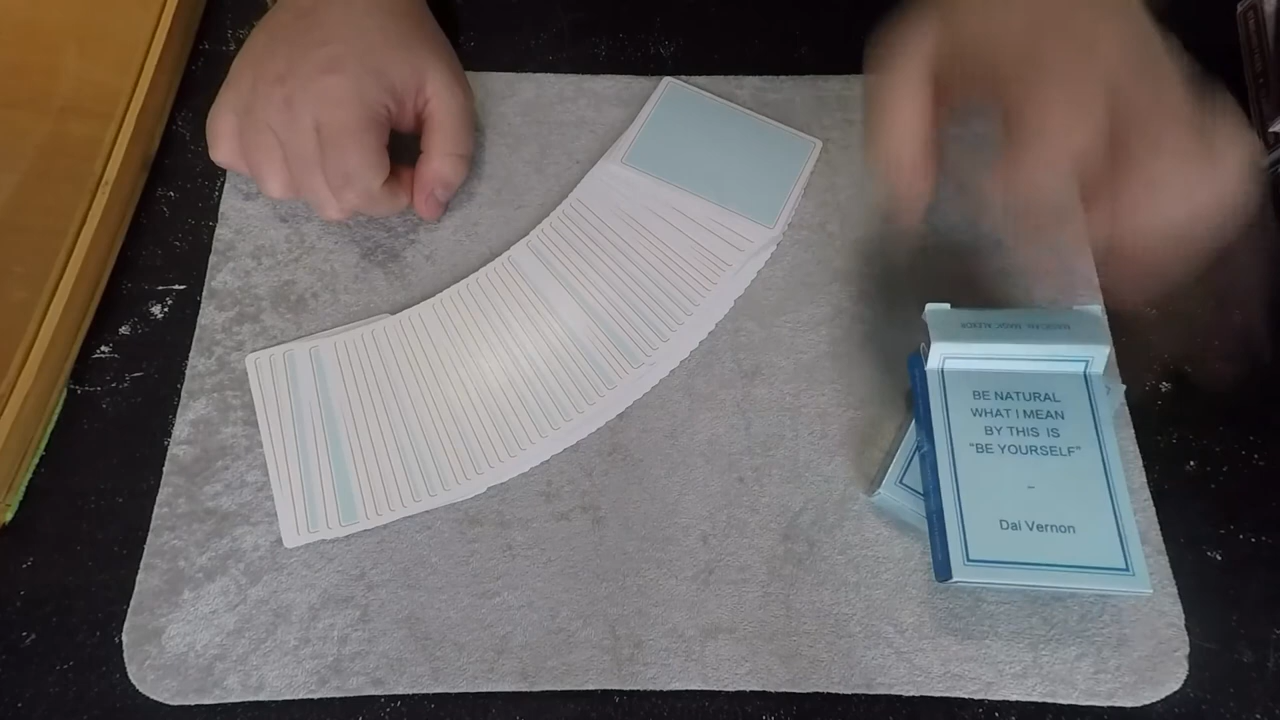 BE NATURAL
WHAT I MEAN
BY THIS IS
"BE YOURSELF"
–
Dai Vernon